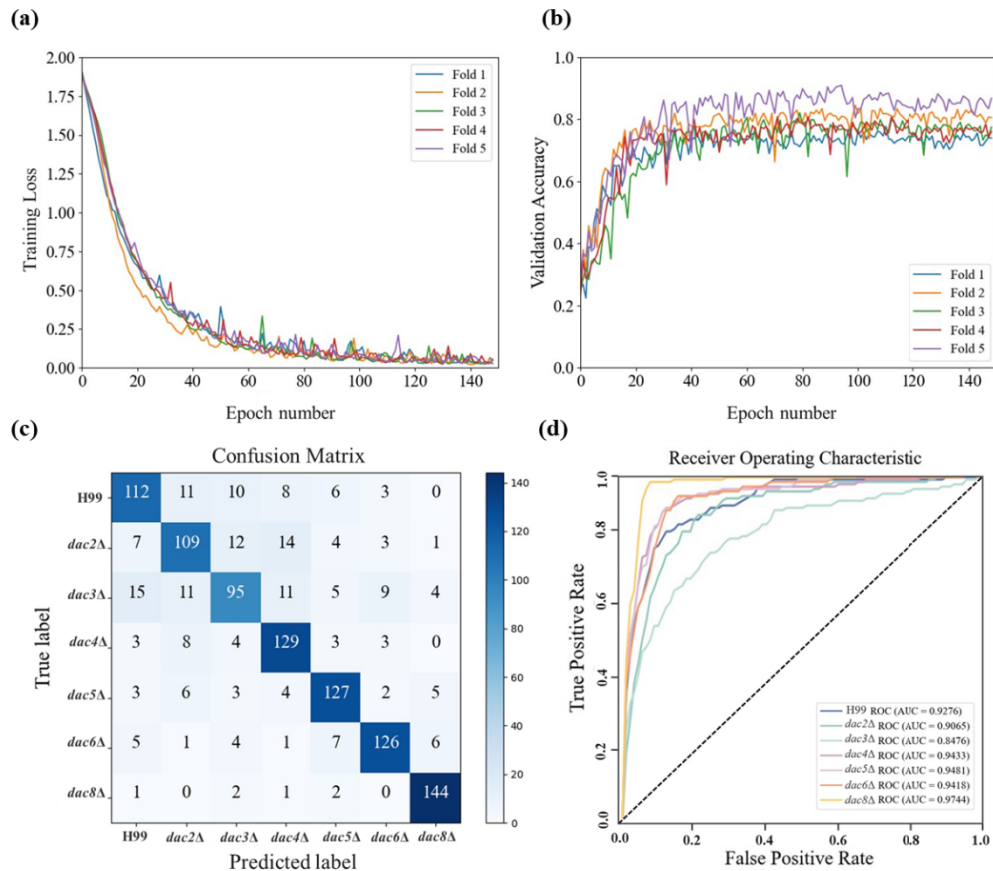 (a)
2.00
1.75
1.50
1.25
1.00
0.75
0.50
0.25
0.00
Training Loss
0 20 40 60 80 100 120 140
Epoch number
Fold 1
Fold 2
Fold 3
Fold 4
Fold 5
(b)
1.0
0.8
0.6
0.4
0.2
0.0
Validation Accuracy
0 20 40 60 80 100 120 140
Epoch number
Fold 1
Fold 2
Fold 3
Fold 4
Fold 5
(c)
Confusion Matrix
True label
H99 112 11 10 8 6 3 0
dac2Δ 7 109 12 14 4 3 1
dac3Δ 15 11 95 11 5 9 4
dac4Δ 3 8 4 129 3 3 0
dac5Δ 3 6 3 4 127 2 5
dac6Δ 5 1 4 1 7 126 6
dac8Δ 1 0 2 1 2 0 144
H99 dac2Δ dac3Δ dac4Δ dac5Δ dac6Δ dac8Δ
Predicted label
140
120
100
80
60
40
20
0
(d)
Receiver Operating Characteristic
1.0
0.8
0.6
0.4
0.2
0.0
True Positive Rate
0.0 0.2 0.4 0.6 0.8 1.0
False Positive Rate
H99 ROC (AUC = 0.9276)
dac2Δ ROC (AUC = 0.9065)
dac3Δ ROC (AUC = 0.8476)
dac4Δ ROC (AUC = 0.9433)
dac5Δ ROC (AUC = 0.9481)
dac6Δ ROC (AUC = 0.9418)
dac8Δ ROC (AUC = 0.9744)